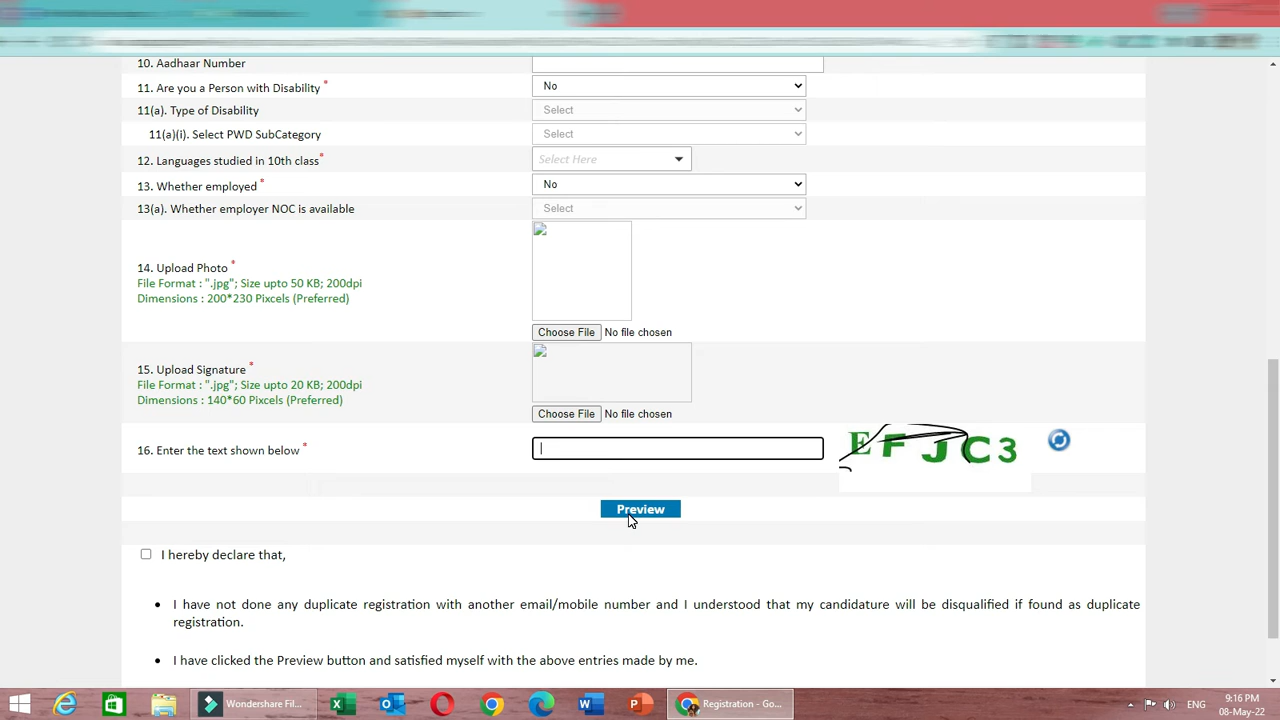 10. Aadhaar Number
11. Are you a Person with Disability * No
11(a). Type of Disability Select
11(a)(i). Select PWD SubCategory Select
12. Languages studied in 10th class* Select Here
13. Whether employed * No
13(a). Whether employer NOC is available Select
14. Upload Photo *
File Format : ".jpg"; Size upto 50 KB; 200dpi
Dimensions : 200*230 Pixcels (Preferred)
Choose File No file chosen
15. Upload Signature *
File Format : ".jpg"; Size upto 20 KB; 200dpi
Dimensions : 140*60 Pixcels (Preferred)
Choose File No file chosen
16. Enter the text shown below * E F J C 3
Preview
I hereby declare that,
• I have not done any duplicate registration with another email/mobile number and I understood that my candidature will be disqualified if found as duplicate
registration.
• I have clicked the Preview button and satisfied myself with the above entries made by me.
Wondershare Fil... Registration - Go... ENG 9:16 PM
08-May-22